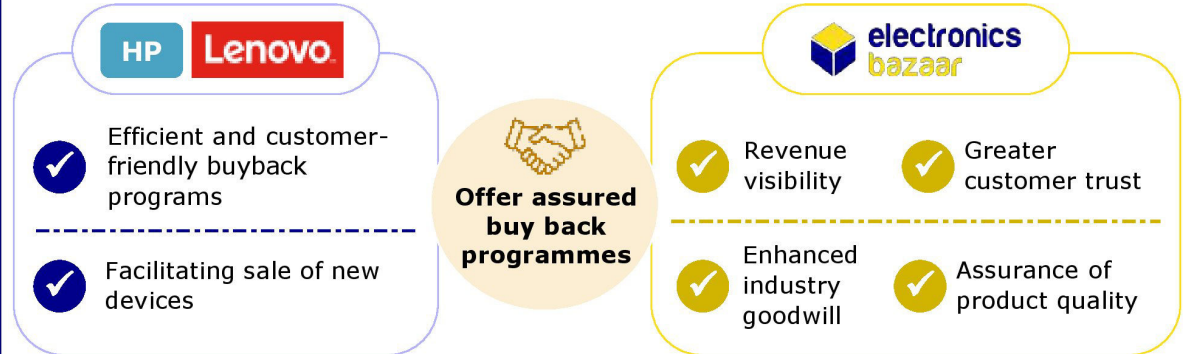 HP
Lenovo.
Efficient and customer-
friendly buyback
programs
Facilitating sale of new
devices
Offer assured
buy back
programmes
electronics
bazaar
Revenue
visibility
Greater
customer trust
Enhanced
industry
goodwill
Assurance of
product quality